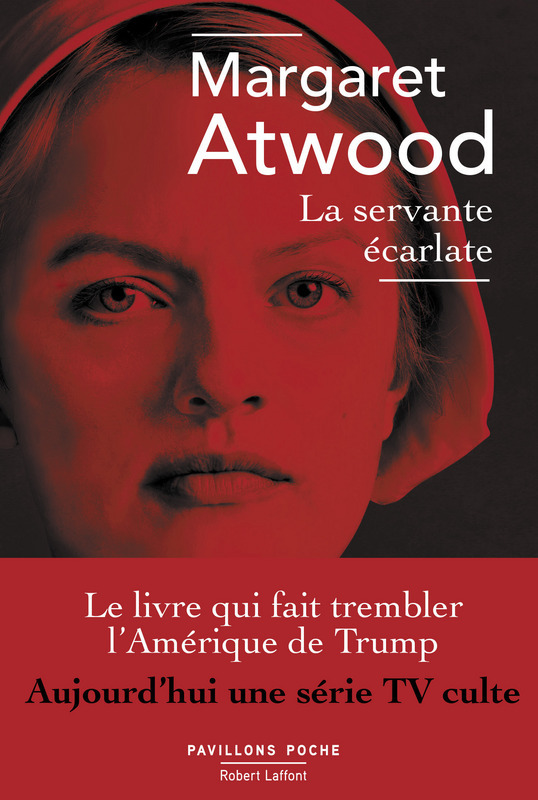 Margaret
Atwood
La servante
écarlate
Le livre qui fait trembler
l'Amérique de Trump
Aujourd'hui une série TV culte
PAVILLONS POCHE
Robert Laffont